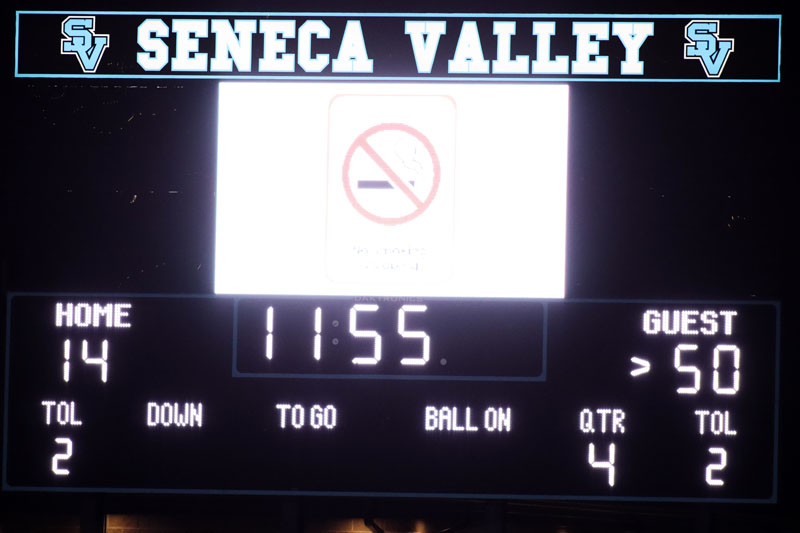 SV SENECA VALLEY SV
DAKTRONICS
HOME 11:55 GUEST
14 > 50
TOL DOWN TO GO BALL ON QTR TOL
2 4 2